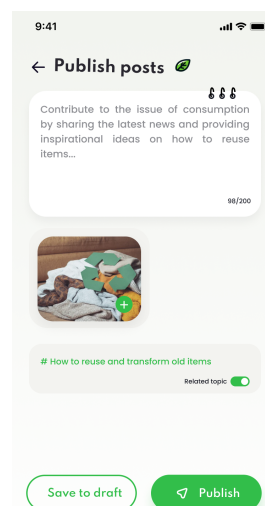 9:41
Publish posts
Contribute to the issue of consumption
by sharing the latest news and providing
inspirational ideas on how to reuse
items...
98/200
# How to reuse and transform old items
Related topic
Save to draft
Publish